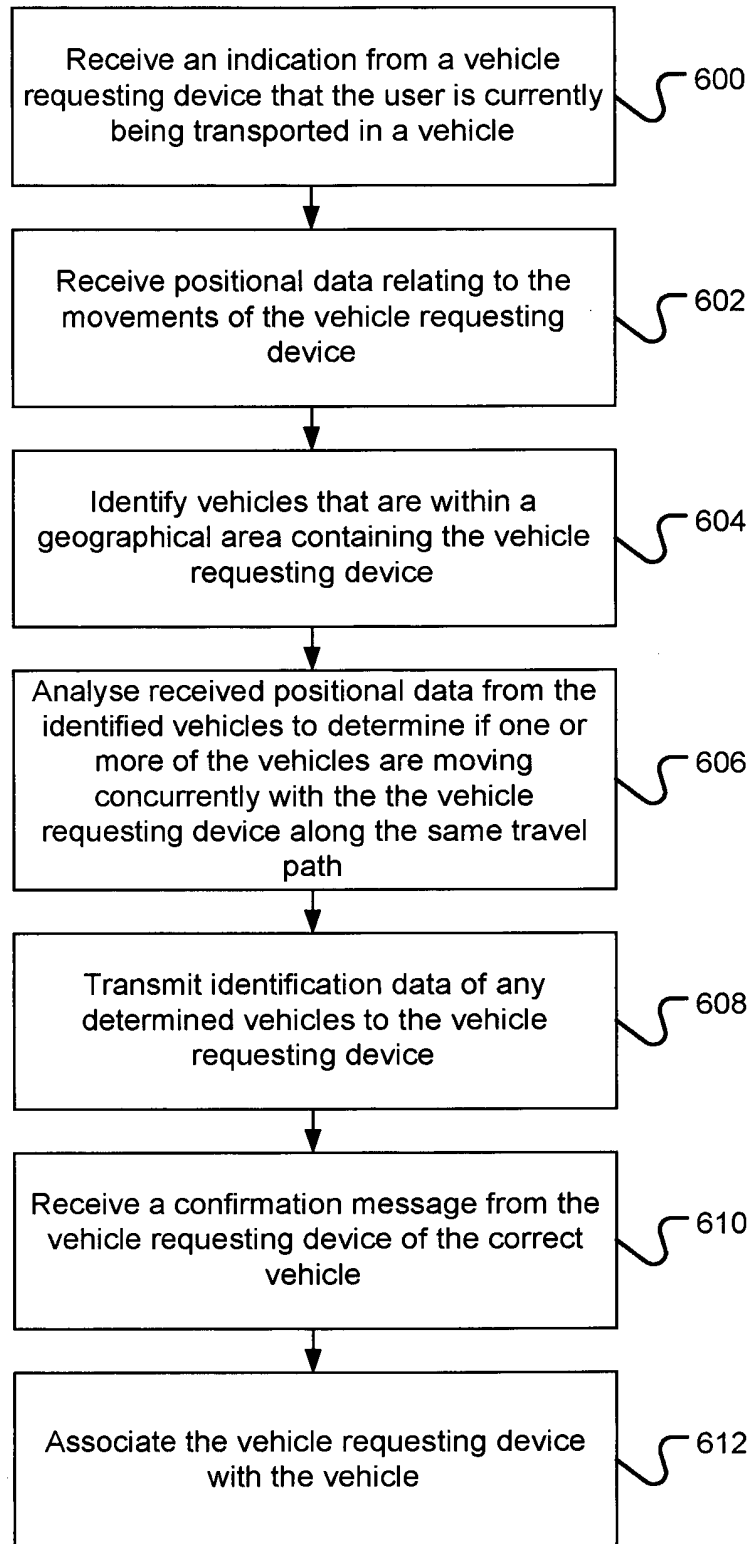 Receive an indication from a vehicle
requesting device that the user is currently
being transported in a vehicle
600
Receive positional data relating to the
movements of the vehicle requesting
device
602
Identify vehicles that are within a
geographical area containing the vehicle
requesting device
604
Analyse received positional data from the
identified vehicles to determine if one or
more of the vehicles are moving
concurrently with the the vehicle
requesting device along the same travel
path
606
Transmit identification data of any
determined vehicles to the vehicle
requesting device
608
Receive a confirmation message from the
vehicle requesting device of the correct
vehicle
610
Associate the vehicle requesting device
with the vehicle
612